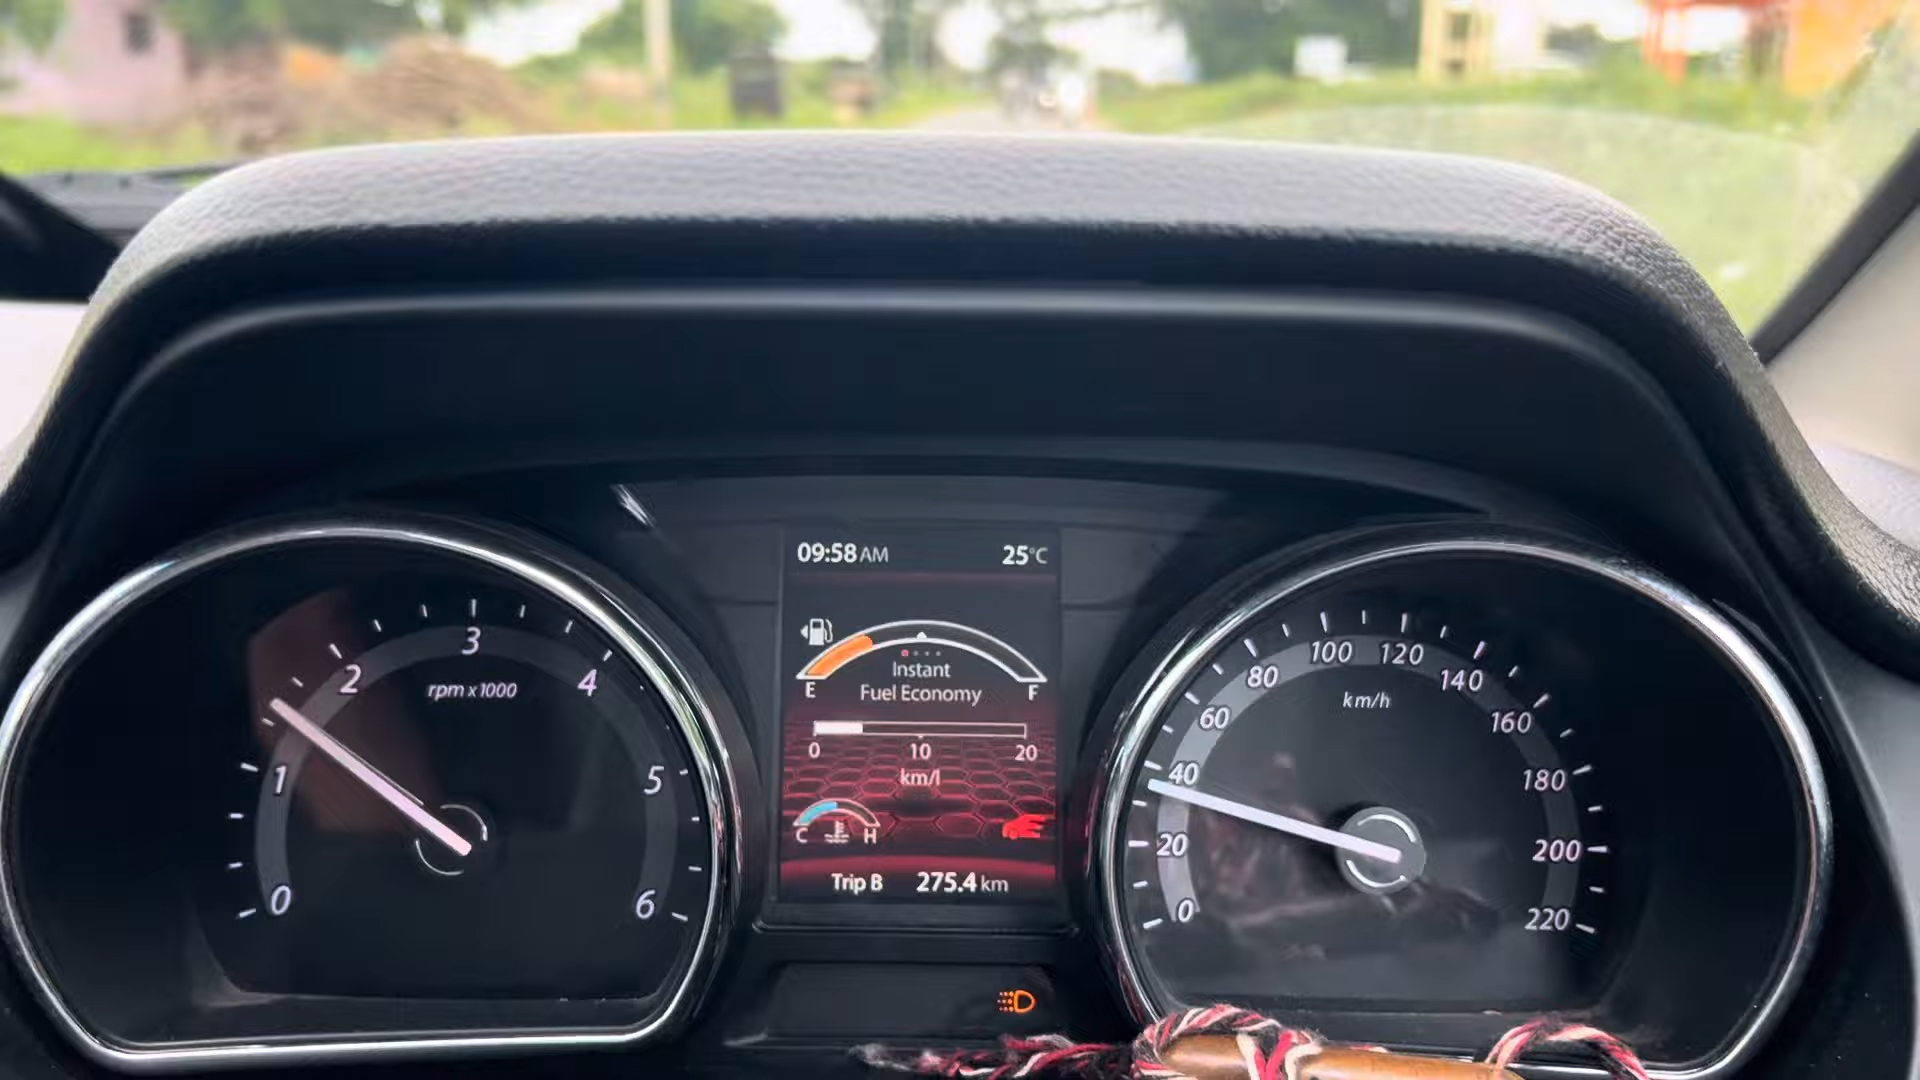 09:58 AM 25°C
Instant
Fuel Economy
E F
0 10 20
km/l
C H
Trip B 275.4 km
0 1 2 3 4 5 6
rpm x 1000
0 20 40 60 80 100 120 140 160 180 200 220
km/h